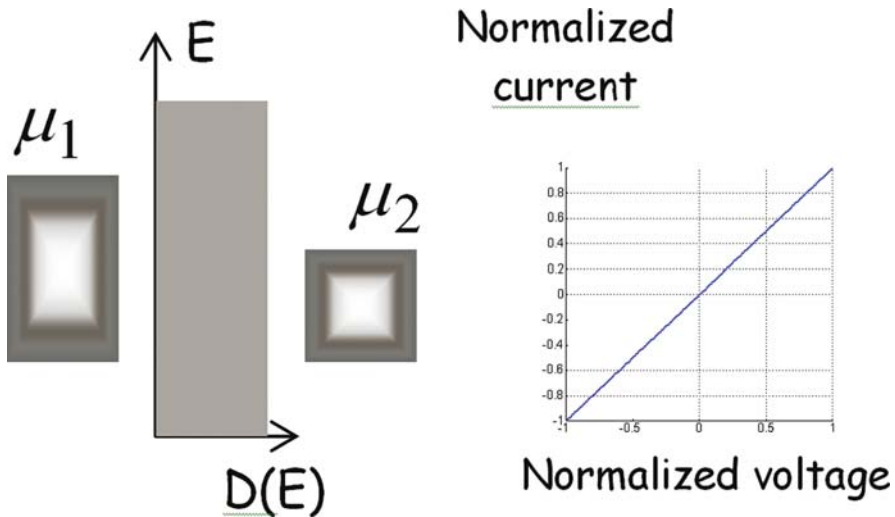 E
μ₁
μ₂
D(E)
Normalized
current
1
0.8
0.6
0.4
0.2
0
-0.2
-0.4
-0.6
-0.8
-1
-1 -0.5 0 0.5 1
Normalized voltage